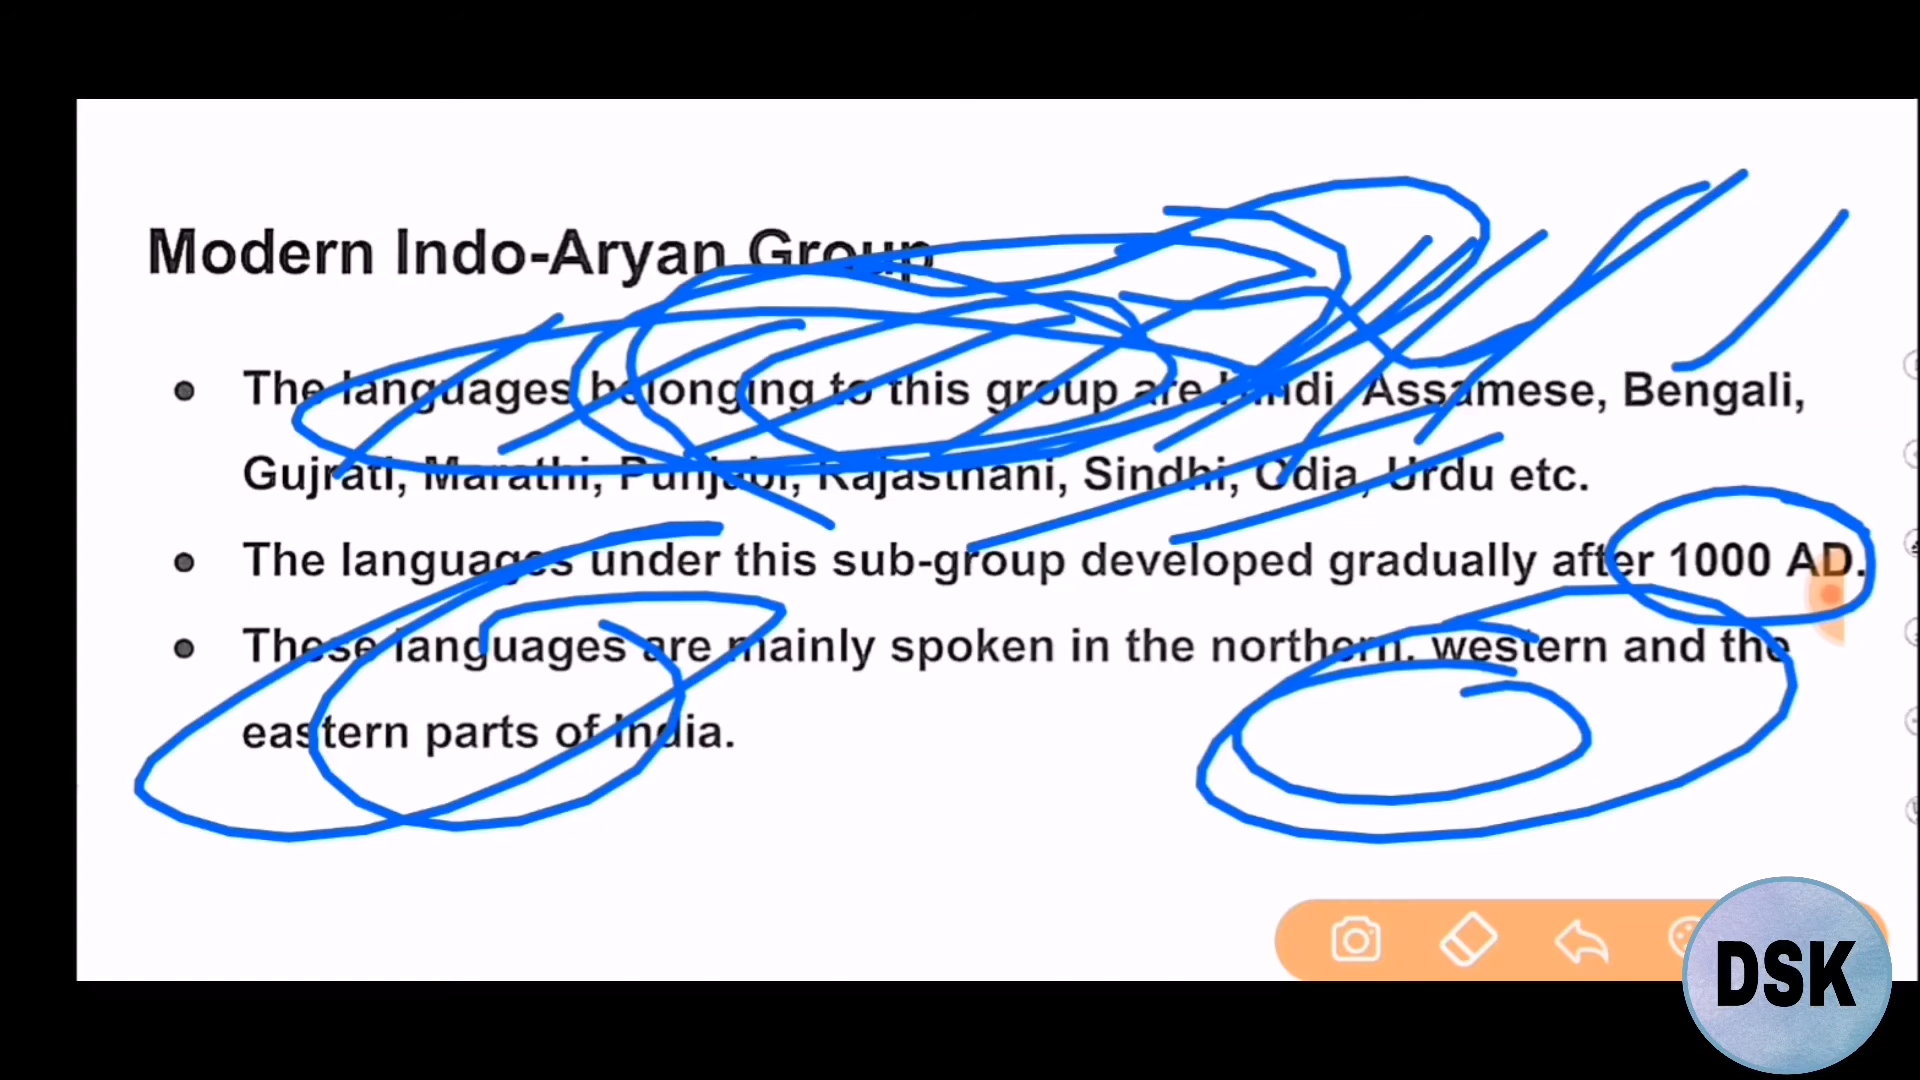 Modern Indo-Aryan Group
● The languages belonging to this group are Hindi, Assamese, Bengali,
Gujrati, Marathi, Punjabi, Rajasthani, Sindhi, Odia, Urdu etc.
● The languages under this sub-group developed gradually after 1000 AD.
● These languages are mainly spoken in the northern, western and the
eastern parts of India.
DSK